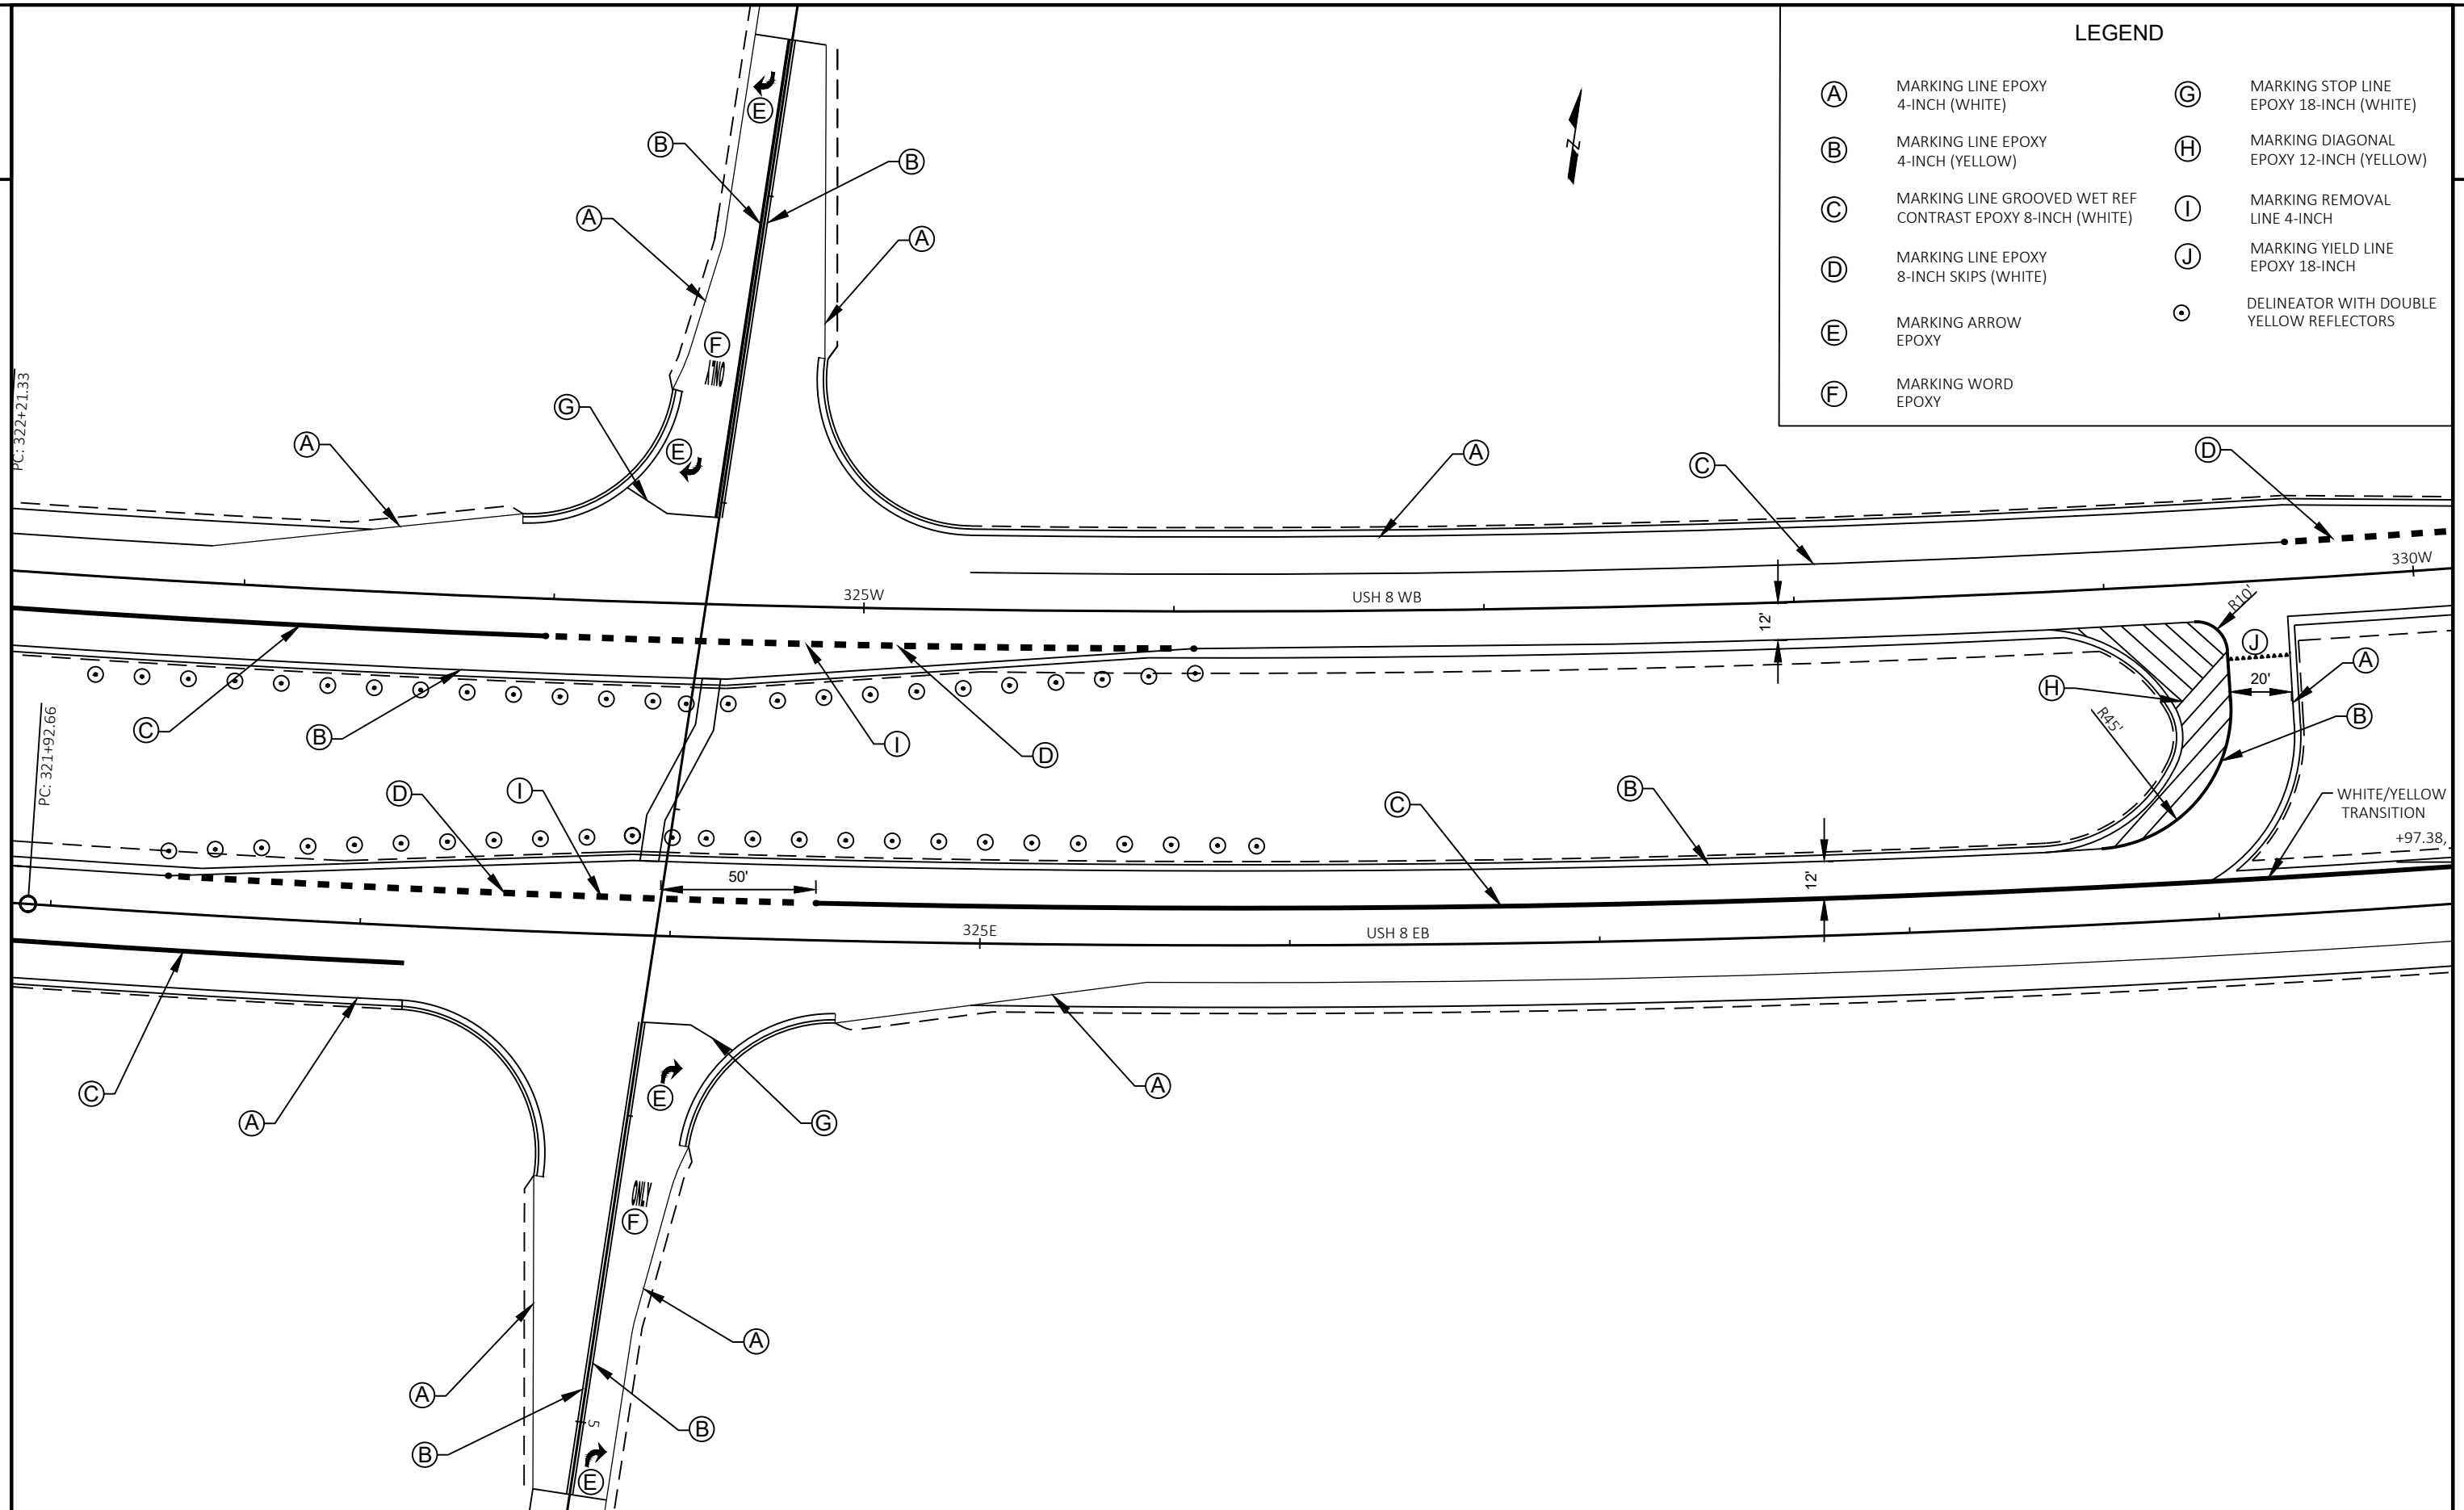 LEGEND
A MARKING LINE EPOXY
4-INCH (WHITE)
B MARKING LINE EPOXY
4-INCH (YELLOW)
C MARKING LINE GROOVED WET REF
CONTRAST EPOXY 8-INCH (WHITE)
D MARKING LINE EPOXY
8-INCH SKIPS (WHITE)
E MARKING ARROW
EPOXY
F MARKING WORD
EPOXY
G MARKING STOP LINE
EPOXY 18-INCH (WHITE)
H MARKING DIAGONAL
EPOXY 12-INCH (YELLOW)
I MARKING REMOVAL
LINE 4-INCH
J MARKING YIELD LINE
EPOXY 18-INCH
DELINEATOR WITH DOUBLE
YELLOW REFLECTORS
E
B
B
A
A
N
F
PC: 322+21.33
G
A
E
A
C
D
330W
325W
USH 8 WB
12'
R10'
J
A
20'
H
B
R45'
C
B
I
D
PC: 321+92.66
D
I
C
B
WHITE/YELLOW
TRANSITION
+97.38,
50'
12'
325E
USH 8 EB
C
A
E
G
A
ONLY
F
A
A
B
B
5
E